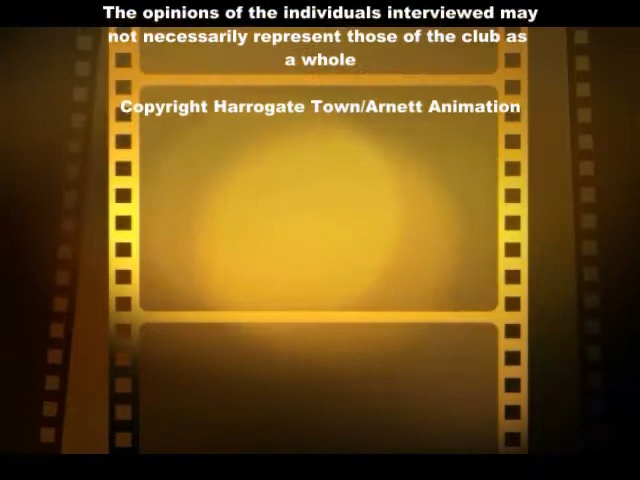 The opinions of the individuals interviewed may
not necessarily represent those of the club as
a whole
Copyright Harrogate Town/Arnett Animation